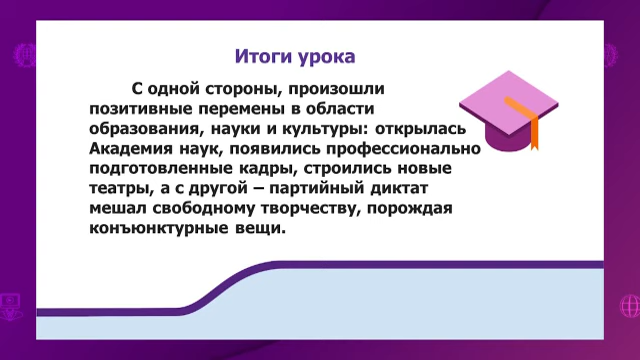 Итоги урока
С одной стороны, произошли
позитивные перемены в области
образования, науки и культуры: открылась
Академия наук, появились профессионально
подготовленные кадры, строились новые
театры, а с другой – партийный диктат
мешал свободному творчеству, порождая
конъюнктурные вещи.